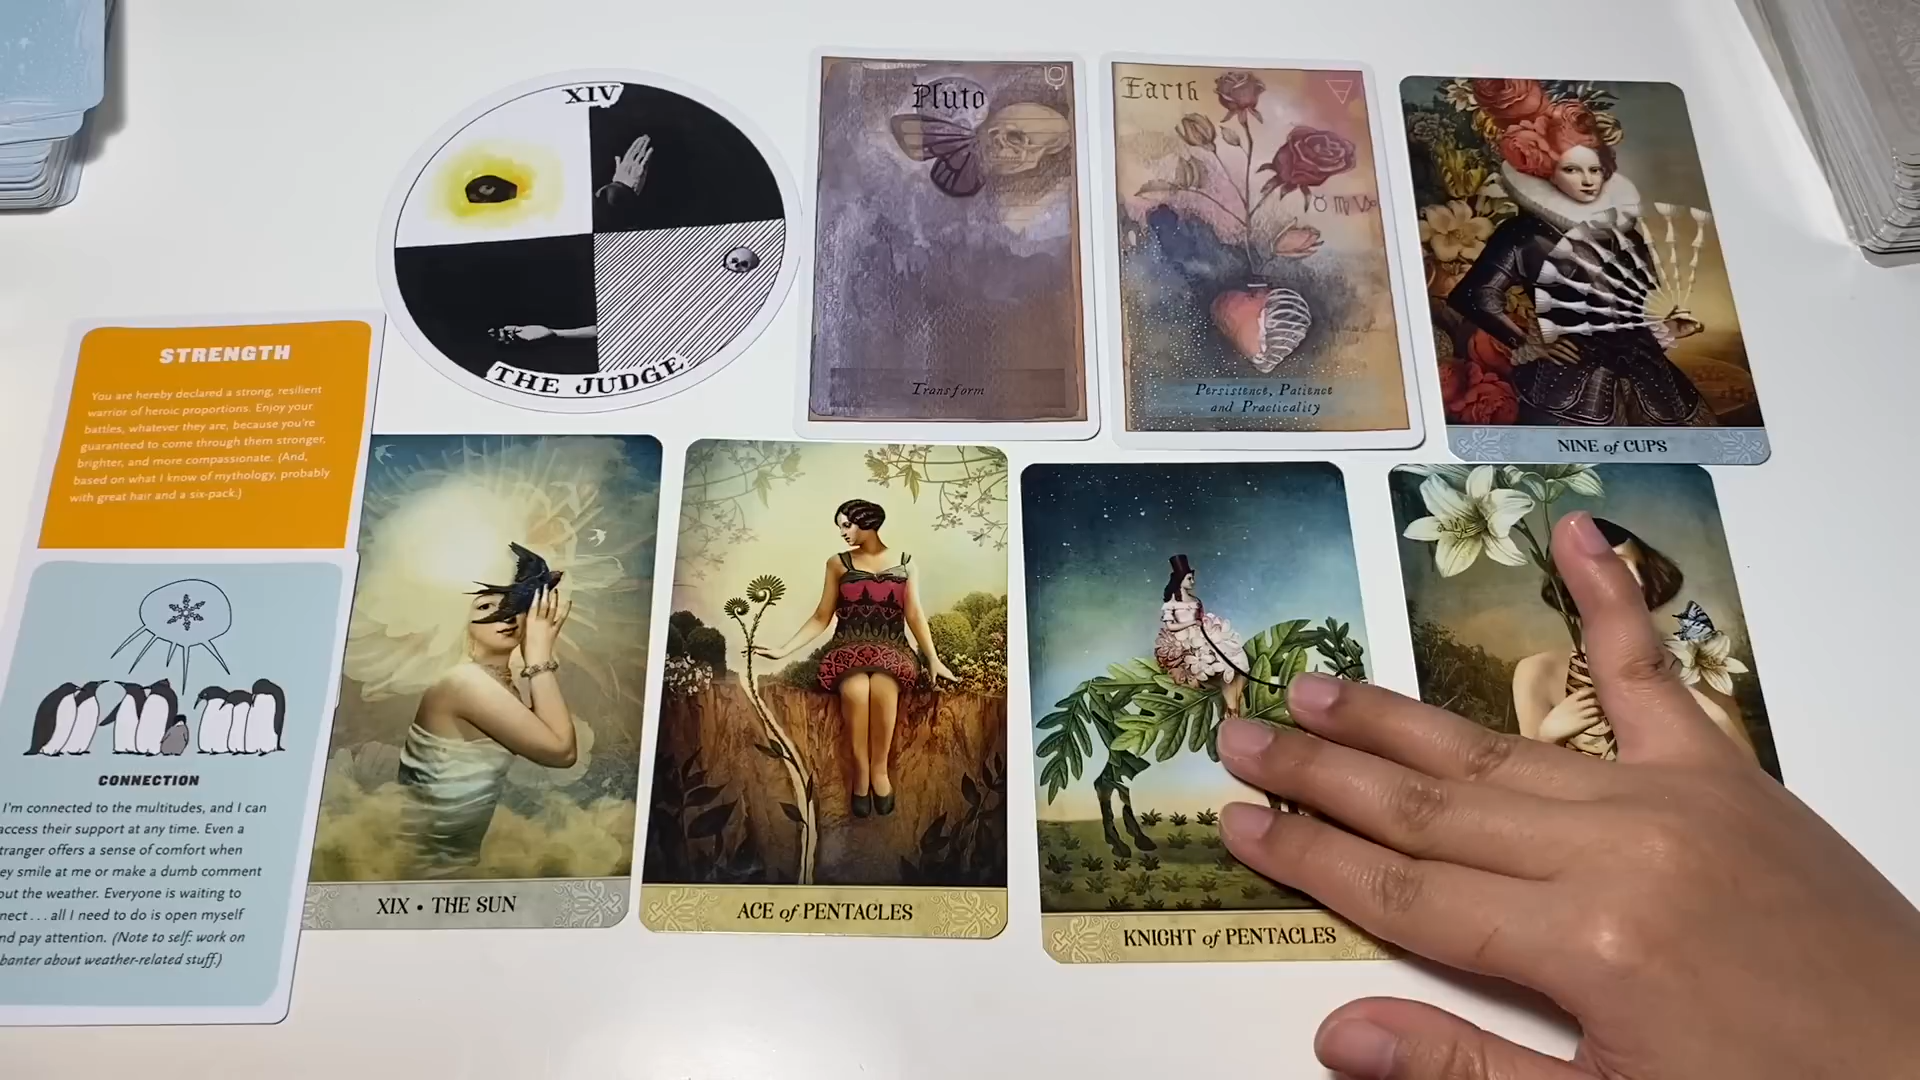 XIV
THE JUDGE
Pluto
Transform
Earth
Persistence, Patience
and Practicality
NINE of CUPS
STRENGTH
You are hereby declared a strong, resilient
warrior of heroic proportions. Enjoy your
battles, whatever they are, because you're
guaranteed to come through them stronger,
brighter, and more compassionate. (And,
based on what I know of mythology, probably
with great hair and a six-pack.)
CONNECTION
I'm connected to the multitudes, and I can
access their support at any time. Even a
tranger offers a sense of comfort when
ey smile at me or make a dumb comment
out the weather. Everyone is waiting to
nect... all I need to do is open myself
nd pay attention. (Note to self: work on
banter about weather-related stuff.)
XIX • THE SUN
ACE of PENTACLES
KNIGHT of PENTACLES